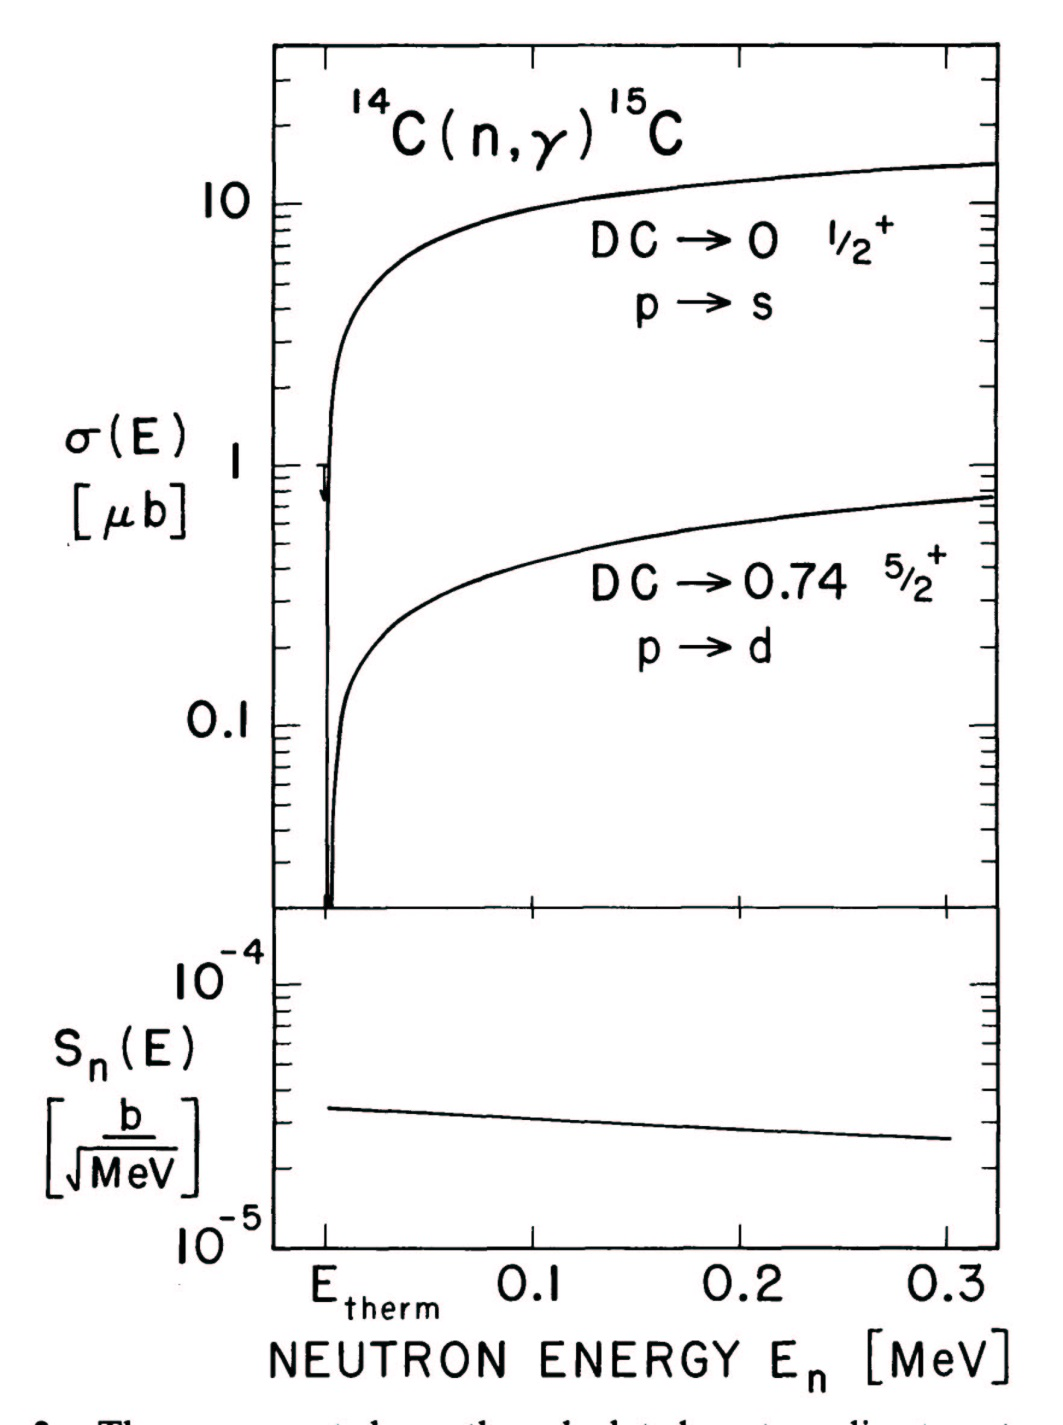 ¹⁴C(n,γ)¹⁵C
10
DC → 0 1/2⁺
p → s
σ(E)
1
[μb]
DC → 0.74 5/2⁺
p → d
0.1
10⁻⁴
Sₙ(E)
[b/√MeV]
10⁻⁵
E therm 0.1 0.2 0.3
NEUTRON ENERGY Eₙ [MeV]